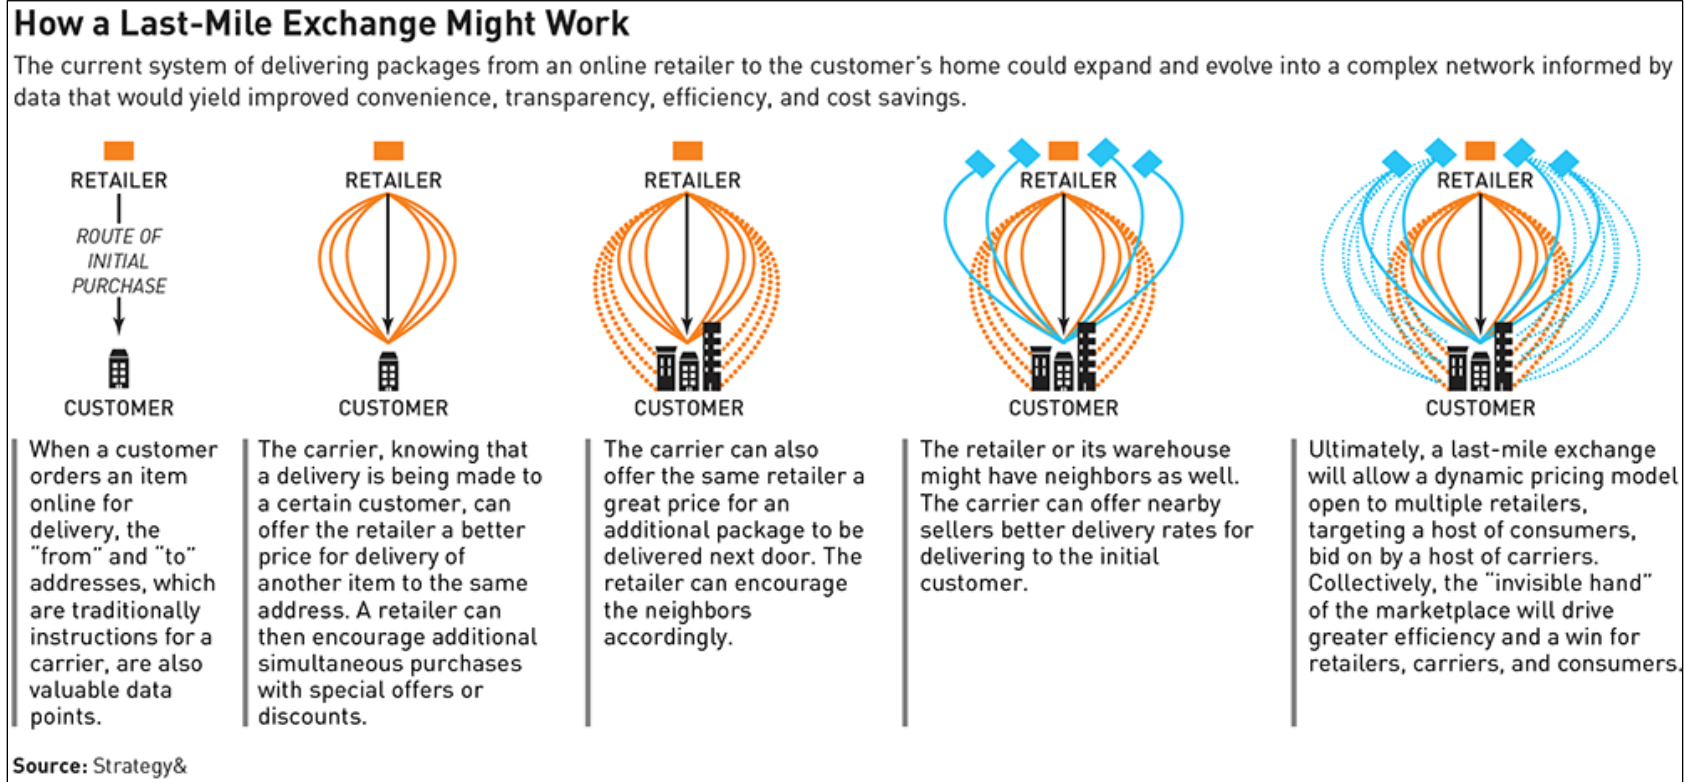 How a Last-Mile Exchange Might Work
The current system of delivering packages from an online retailer to the customer's home could expand and evolve into a complex network informed by
data that would yield improved convenience, transparency, efficiency, and cost savings.
RETAILER
ROUTE OF
INITIAL
PURCHASE
CUSTOMER
When a customer
orders an item
online for
delivery, the
"from" and "to"
addresses, which
are traditionally
instructions for a
carrier, are also
valuable data
points.
RETAILER
CUSTOMER
The carrier, knowing that
a delivery is being made to
a certain customer, can
offer the retailer a better
price for delivery of
another item to the same
address. A retailer can
then encourage additional
simultaneous purchases
with special offers or
discounts.
RETAILER
CUSTOMER
The carrier can also
offer the same retailer a
great price for an
additional package to be
delivered next door. The
retailer can encourage
the neighbors
accordingly.
RETAILER
CUSTOMER
The retailer or its warehouse
might have neighbors as well.
The carrier can offer nearby
sellers better delivery rates for
delivering to the initial
customer.
RETAILER
CUSTOMER
Ultimately, a last-mile exchange
will allow a dynamic pricing model
open to multiple retailers,
targeting a host of consumers,
bid on by a host of carriers.
Collectively, the "invisible hand"
of the marketplace will drive
greater efficiency and a win for
retailers, carriers, and consumers.
Source: Strategy&